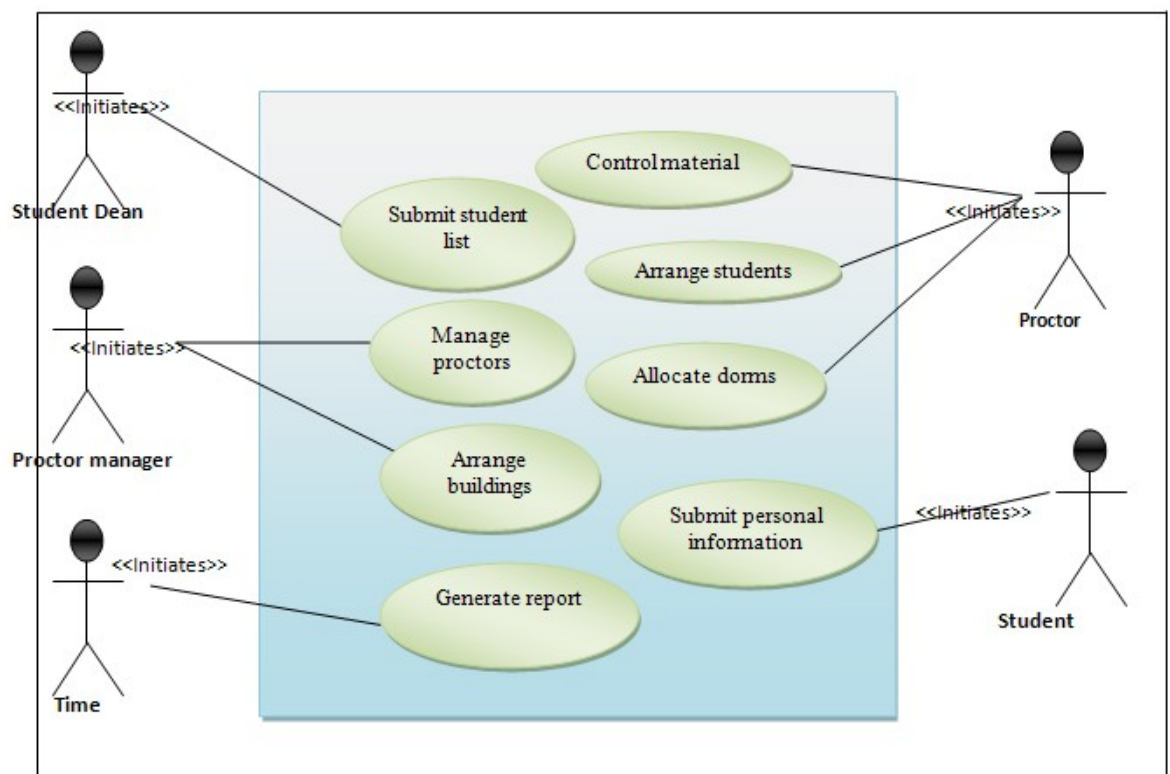 <<Initiates>>
Student Dean
Control material
Submit student
list
<<Initiates>>
Proctor
Arrange students
<<Initiates>>
Proctor manager
Manage
proctors
Allocate dorms
Arrange
buildings
Submit personal
information
<<Initiates>>
Student
<<Initiates>>
Time
Generate report